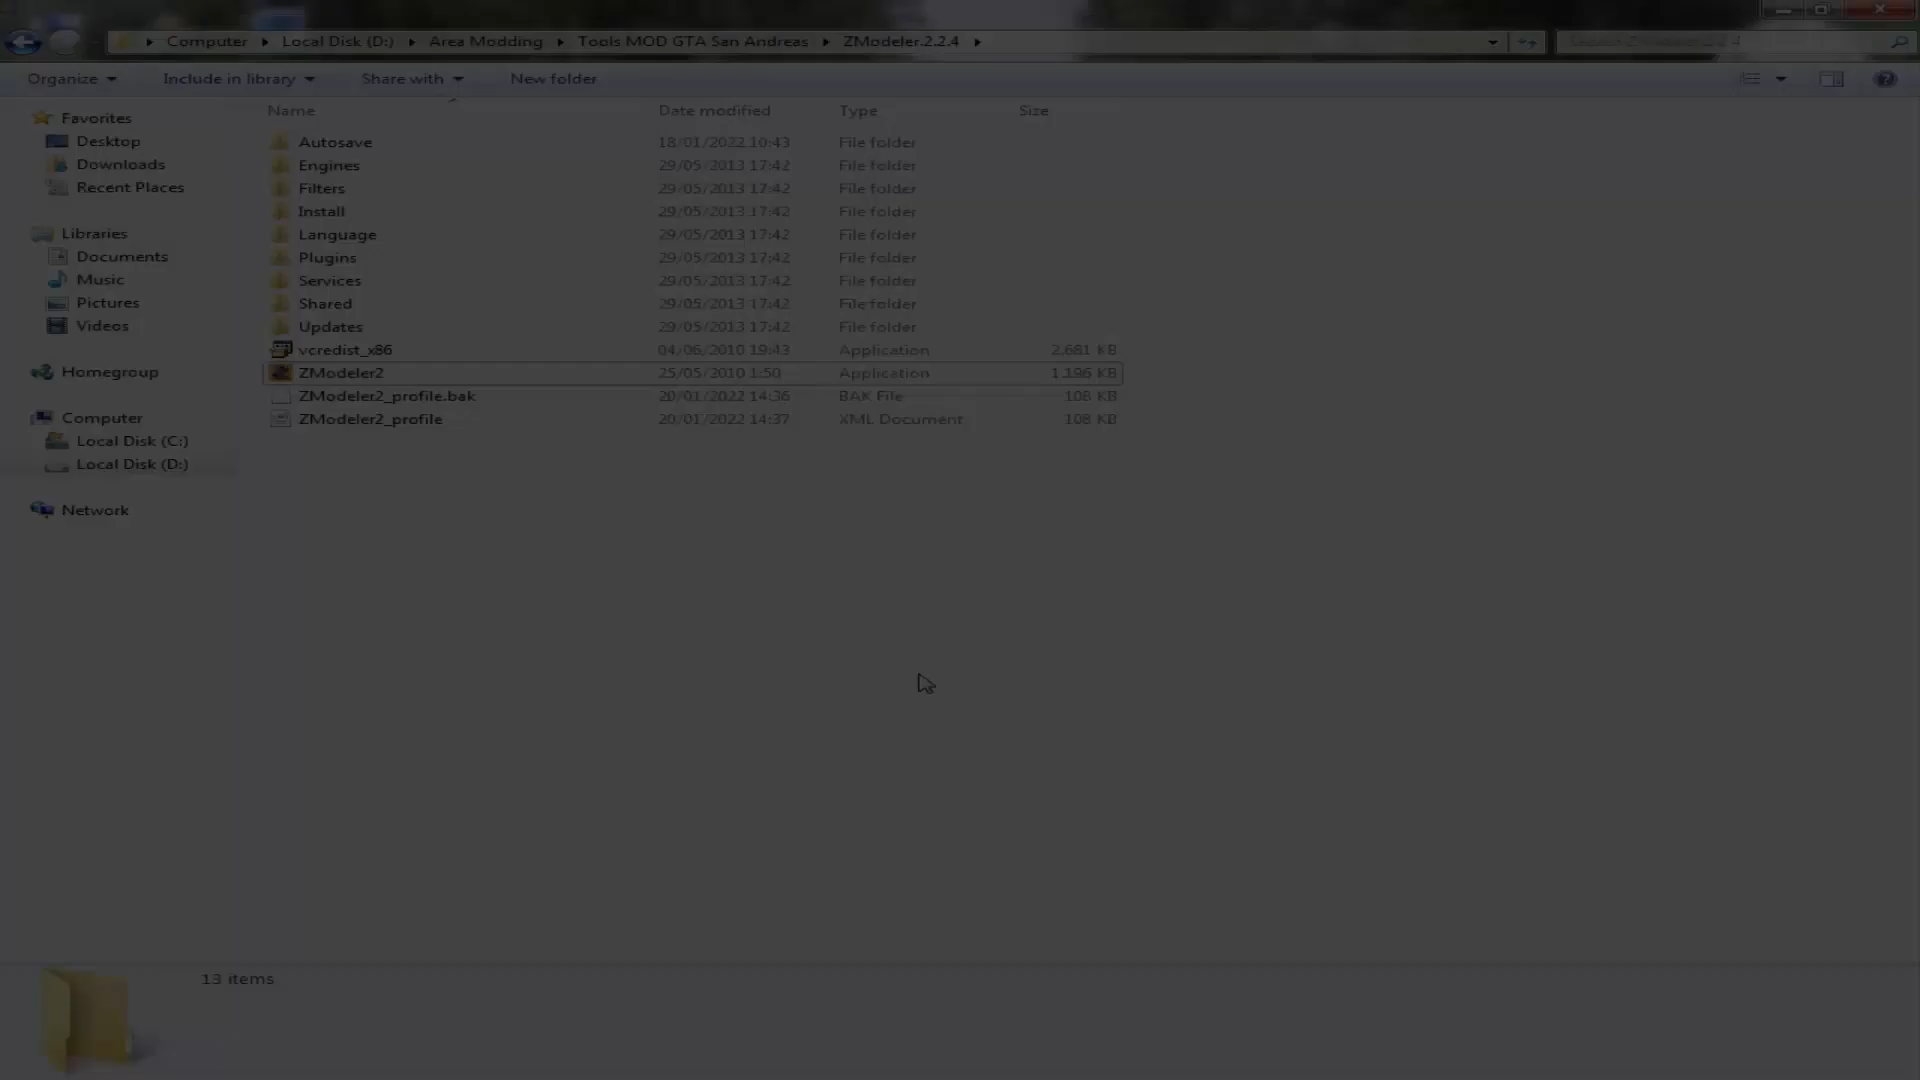 Computer Local Disk (D:) Area Modding Tools MOD GTA San Andreas ZModeler.2.2.4
Organize Include in library Share with New folder
Name Date modified Type Size
Favorites
Desktop
Downloads
Recent Places
Libraries
Documents
Music
Pictures
Videos
Homegroup
Computer
Local Disk (C:)
Local Disk (D:)
Network
Autosave 18/01/2022 10:43 File folder
Engines 29/05/2013 17:42 File folder
Filters 29/05/2013 17:42 File folder
Install 29/05/2013 17:42 File folder
Language 29/05/2013 17:42 File folder
Plugins 29/05/2013 17:42 File folder
Services 29/05/2013 17:42 File folder
Shared 29/05/2013 17:42 File folder
Updates 29/05/2013 17:42 File folder
vcredist_x86 04/06/2010 19:43 Application 2.681 KB
ZModeler2 25/05/2010 1:50 Application 1.196 KB
ZModeler2_profile.bak 20/01/2022 14:36 BAK File 108 KB
ZModeler2_profile 20/01/2022 14:37 XML Document 108 KB
13 items